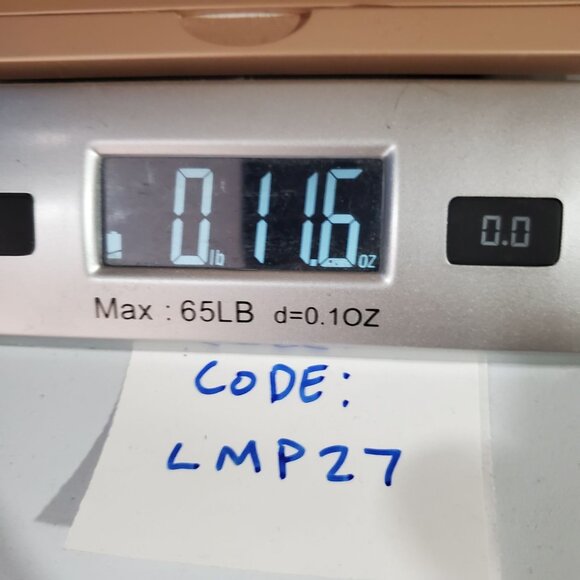 0 lb 11.6 oz
0.0
Max : 65LB d=0.1OZ
CODE:
LMP27